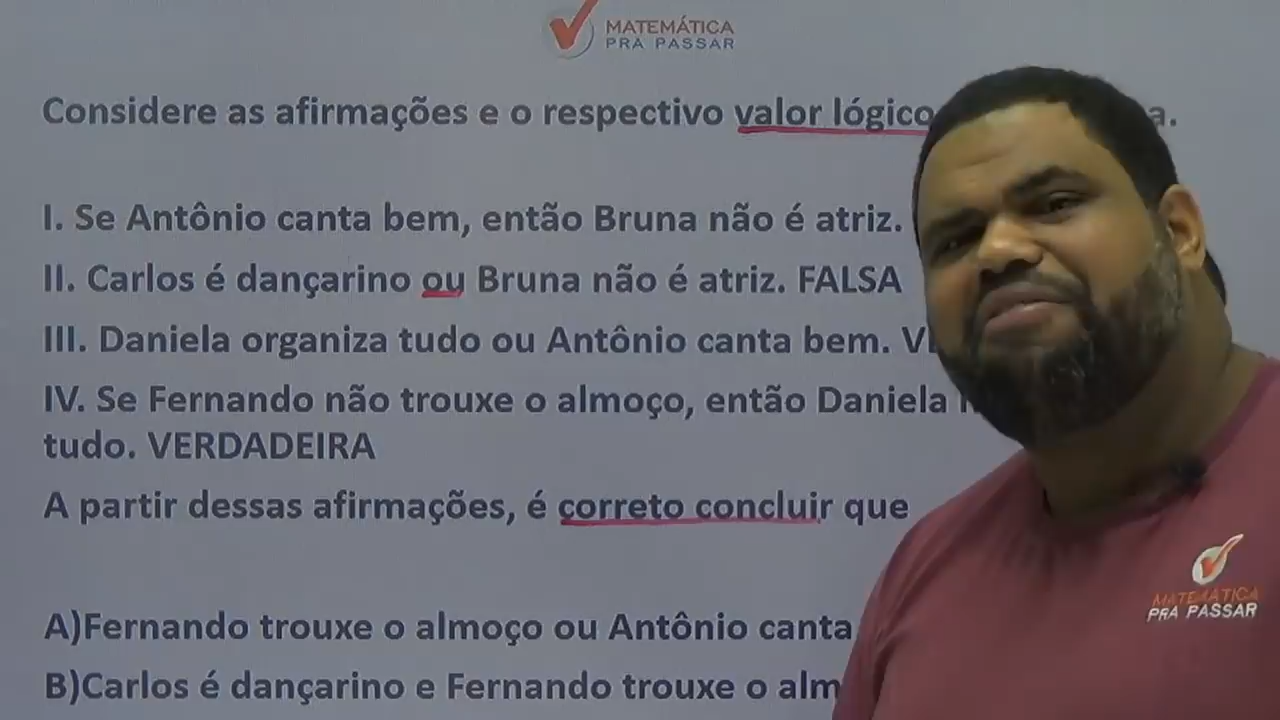 MATEMÁTICA
PRA PASSAR
Considere as afirmações e o respectivo valor lógico a.
I. Se Antônio canta bem, então Bruna não é atriz.
II. Carlos é dançarino ou Bruna não é atriz. FALSA
III. Daniela organiza tudo ou Antônio canta bem.
IV. Se Fernando não trouxe o almoço, então Daniela
tudo. VERDADEIRA
A partir dessas afirmações, é correto concluir que
A)Fernando trouxe o almoço ou Antônio canta
B)Carlos é dançarino e Fernando trouxe o alm
MATEMÁTICA
PRA PASSAR